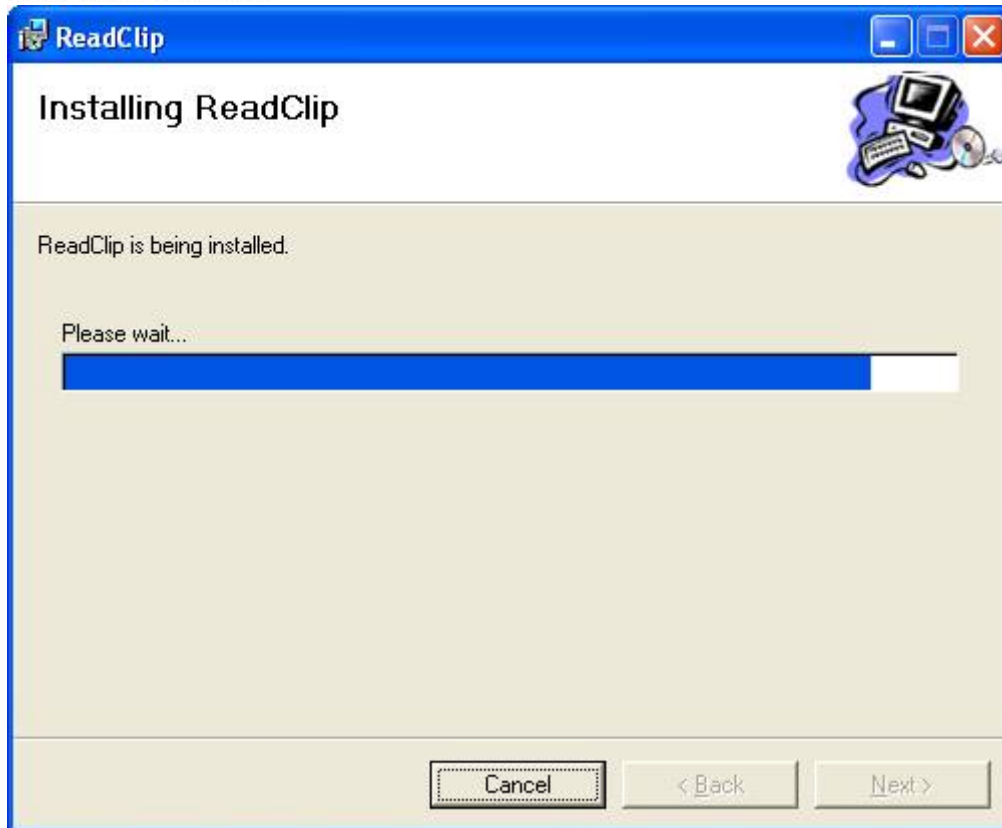 ReadClip
Installing ReadClip
ReadClip is being installed.
Please wait...
Cancel
< Back
Next >